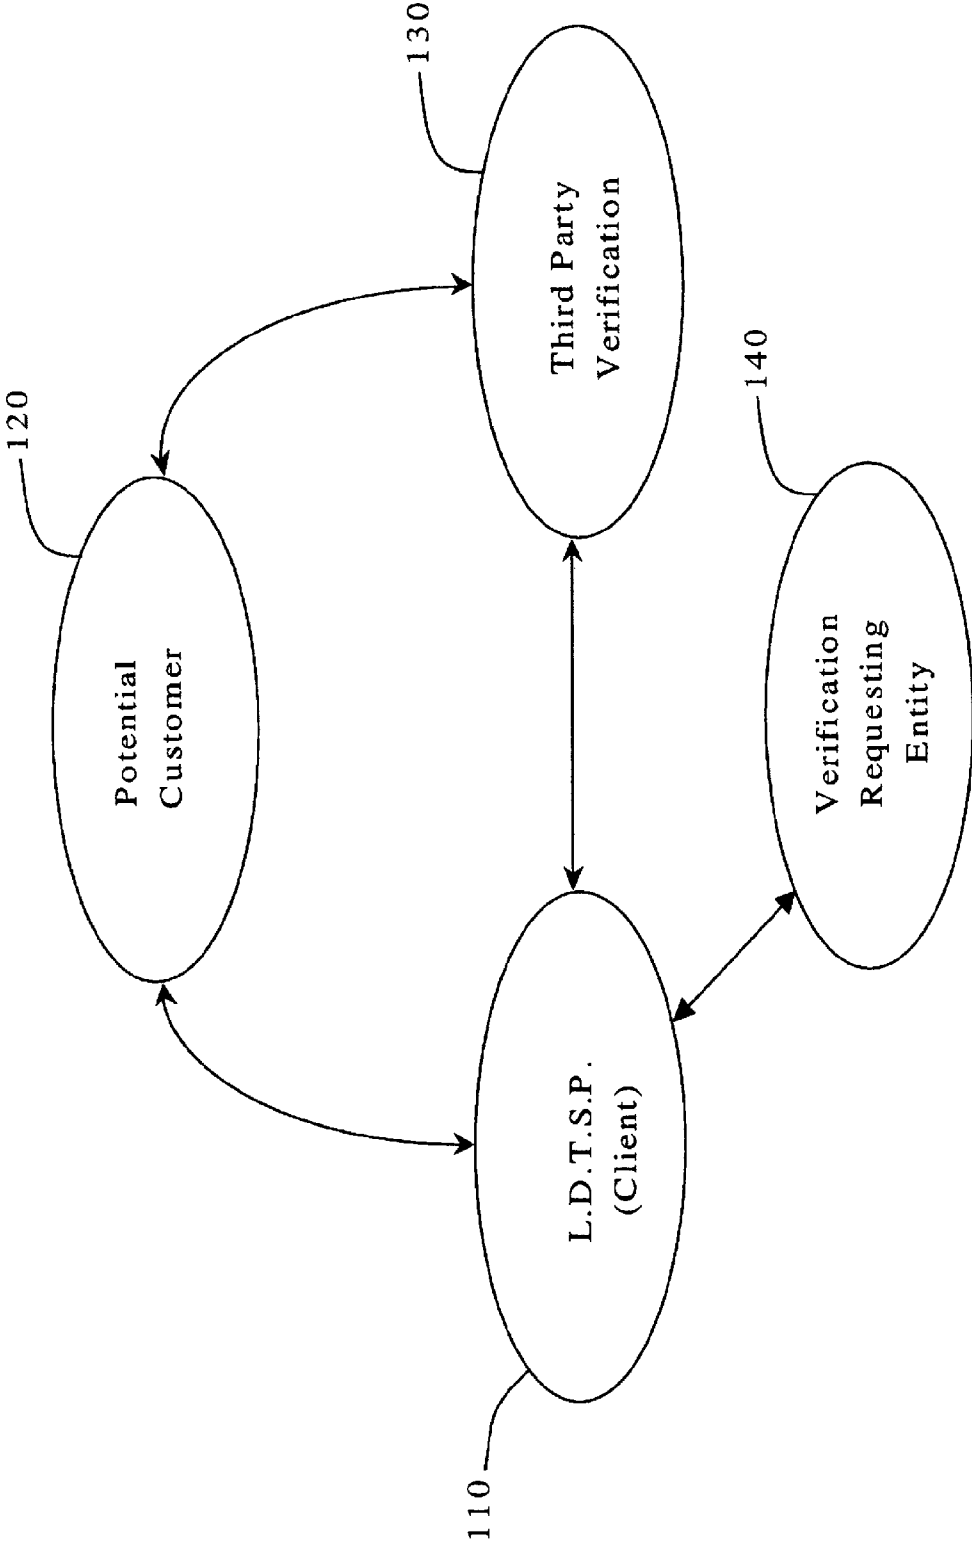 120
Potential
Customer
130
Third Party
Verification
110
L.D.T.S.P.
(Client)
140
Verification
Requesting
Entity